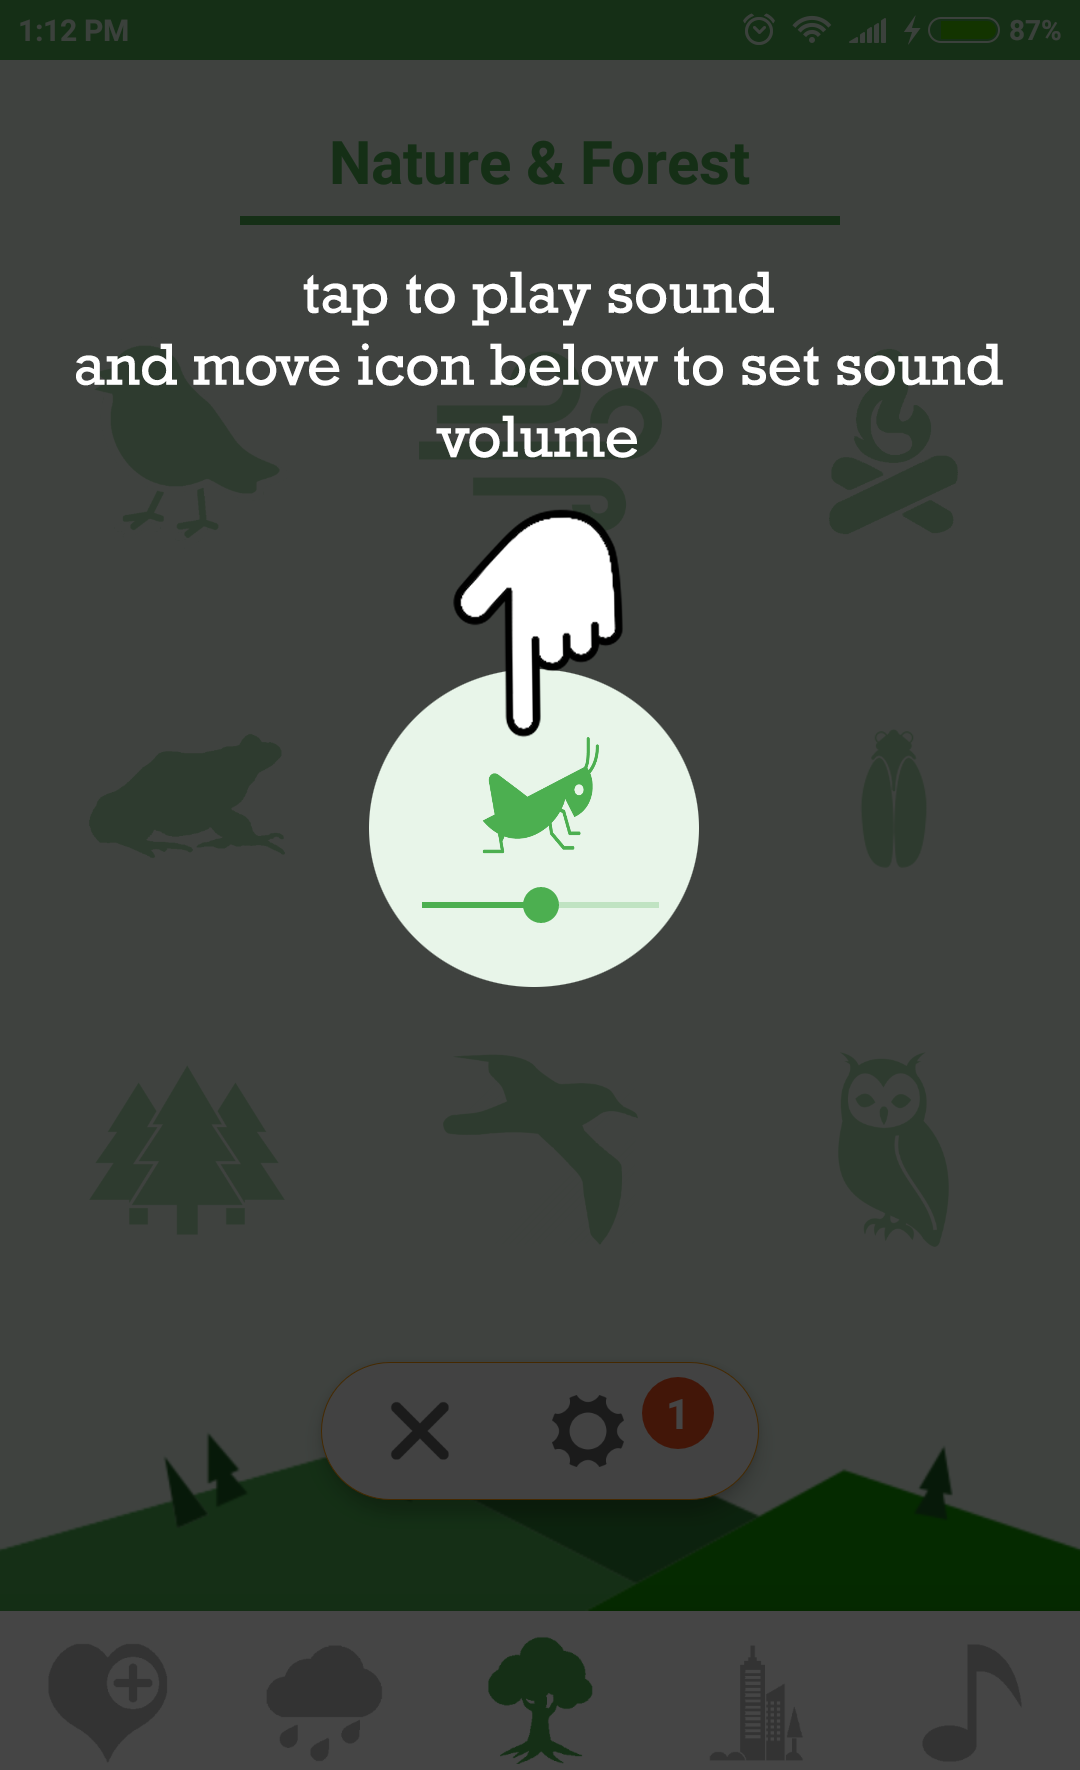 1:12 PM
87%
Nature & Forest
tap to play sound
and move icon below to set sound
volume
1